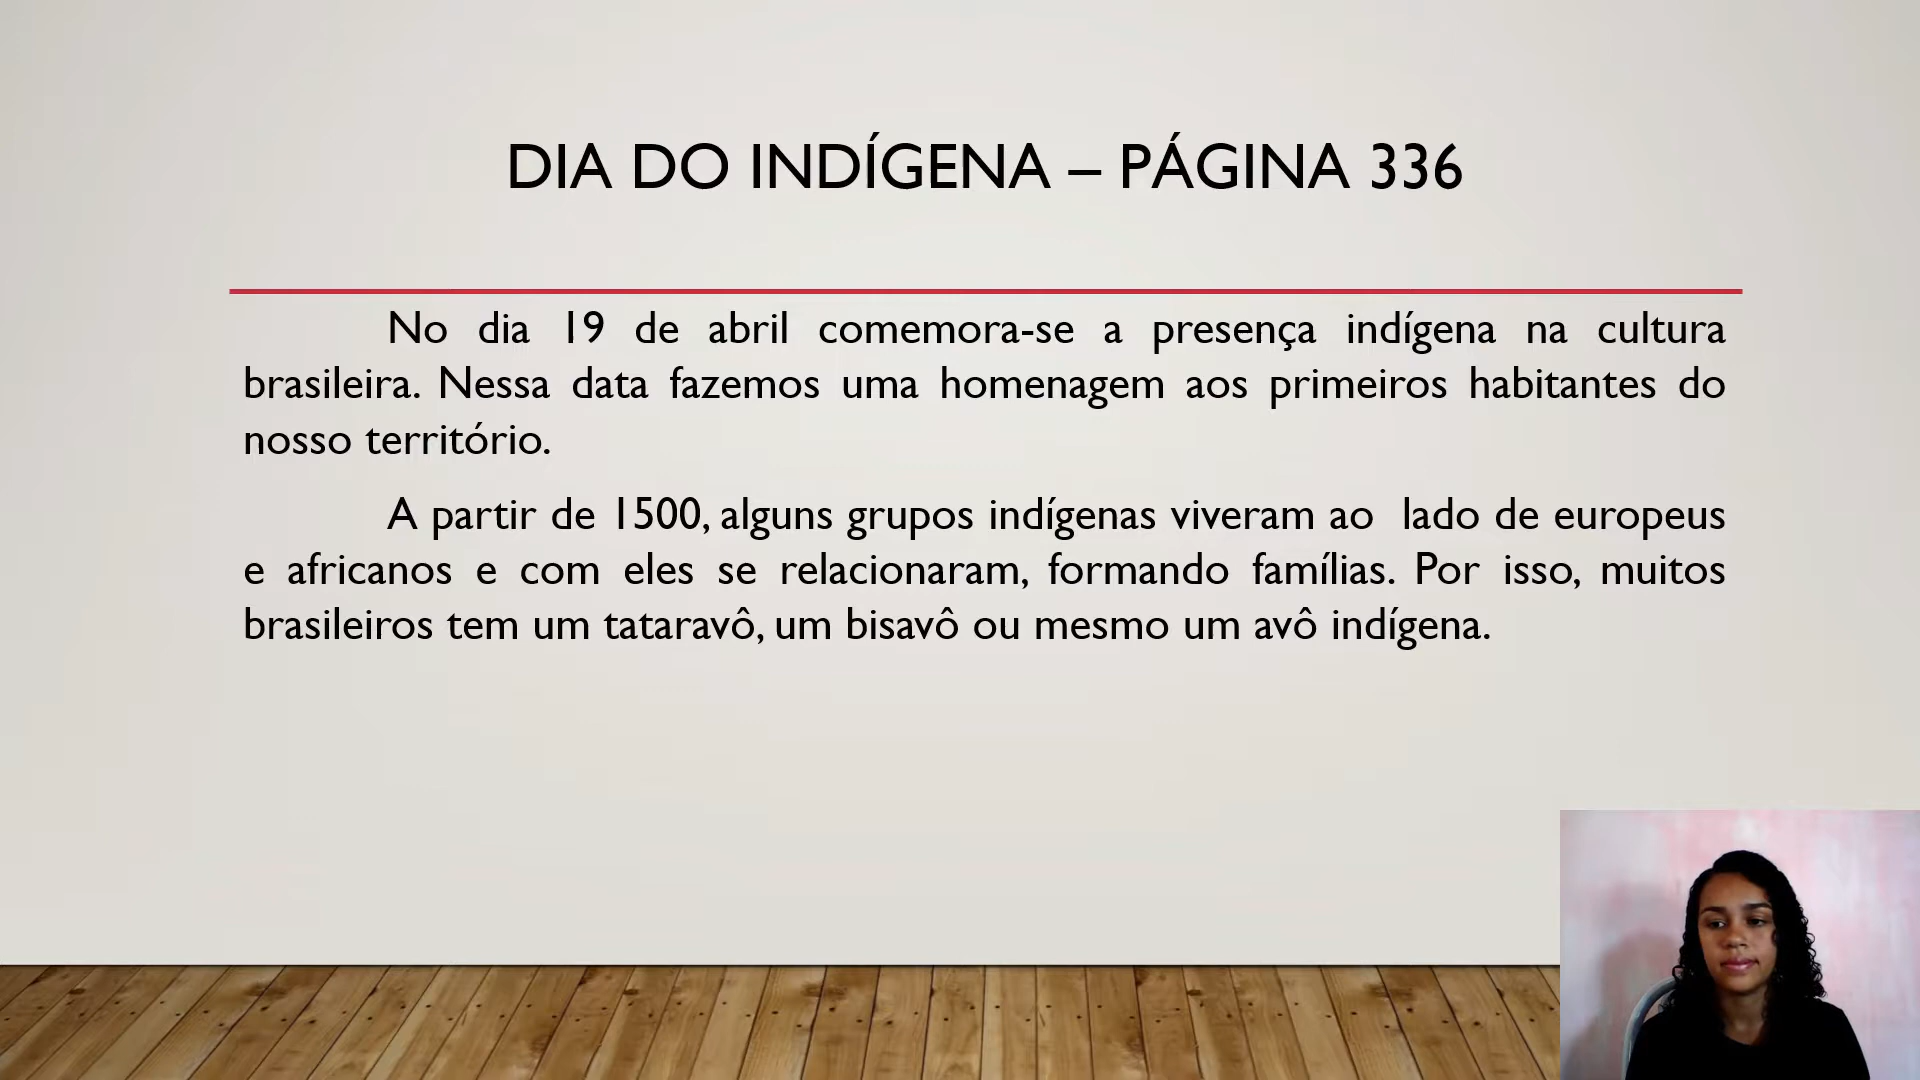 DIA DO INDÍGENA – PÁGINA 336
No dia 19 de abril comemora-se a presença indígena na cultura
brasileira. Nessa data fazemos uma homenagem aos primeiros habitantes do
nosso território.
A partir de 1500, alguns grupos indígenas viveram ao lado de europeus
e africanos e com eles se relacionaram, formando famílias. Por isso, muitos
brasileiros tem um tataravô, um bisavô ou mesmo um avô indígena.